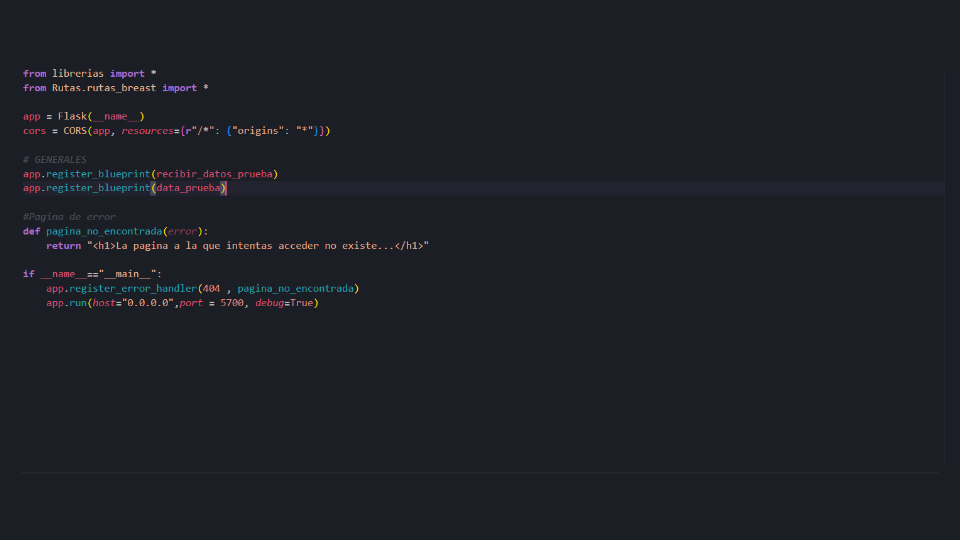 from librerias import *
from Rutas.rutas_breast import *
app = Flask(__name__)
cors = CORS(app, resources={r"/*": {"origins": "*"}})
# GENERALES
app.register_blueprint(recibir_datos_prueba)
app.register_blueprint(data_prueba)
#Pagina de error
def pagina_no_encontrada(error):
    return "<h1>La pagina a la que intentas acceder no existe...</h1>"
if __name__=="__main__":
    app.register_error_handler(404 , pagina_no_encontrada)
    app.run(host="0.0.0.0",port = 5700, debug=True)